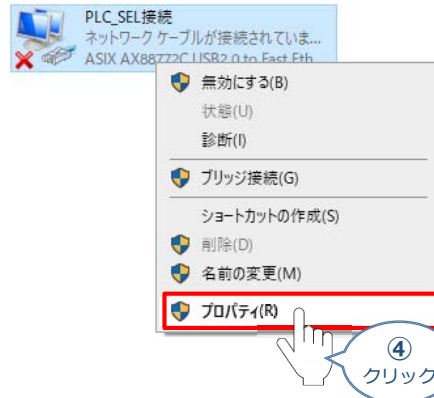 PLC_SEL接続
ネットワーク ケーブルが接続されていま...
ASIX AX88772C USB2.0 to Fast Eth
無効にする(B)
状態(U)
診断(I)
ブリッジ接続(G)
ショートカットの作成(S)
削除(D)
名前の変更(M)
プロパティ(R)
④
クリック